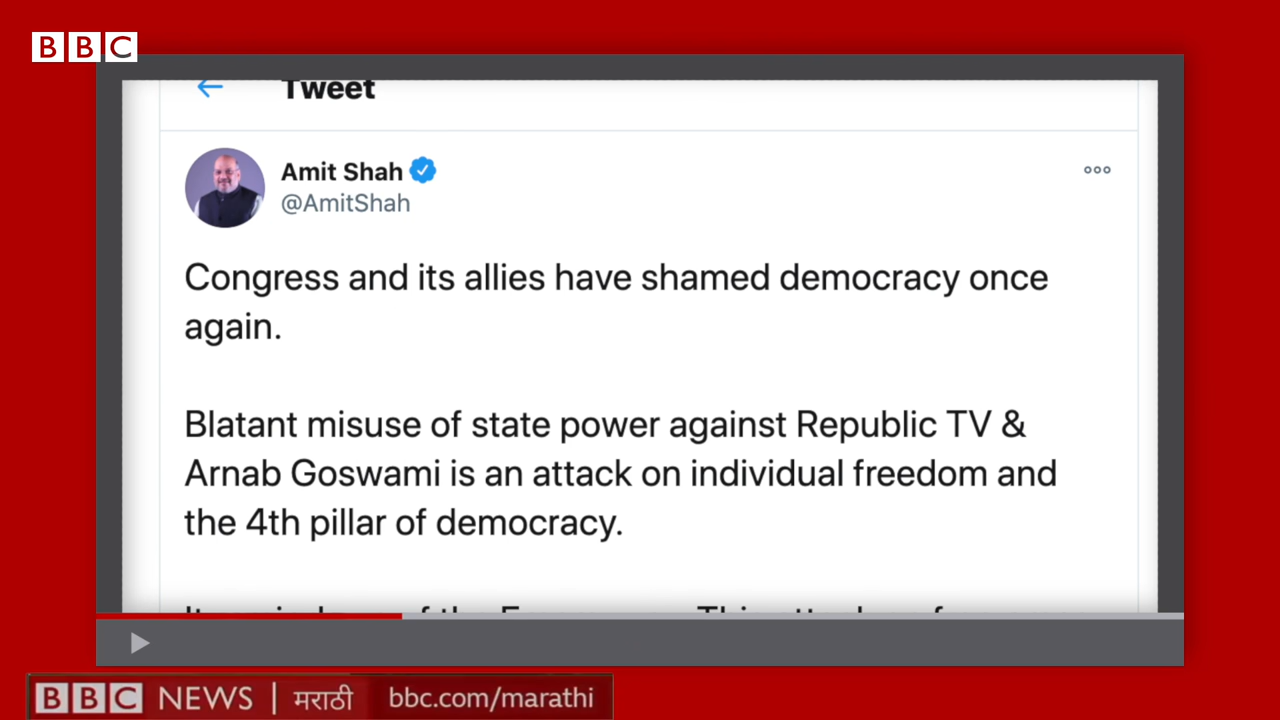 BBC
Tweet
Amit Shah
@AmitShah
Congress and its allies have shamed democracy once
again.
Blatant misuse of state power against Republic TV &
Arnab Goswami is an attack on individual freedom and
the 4th pillar of democracy.
BBC NEWS | मराठी bbc.com/marathi